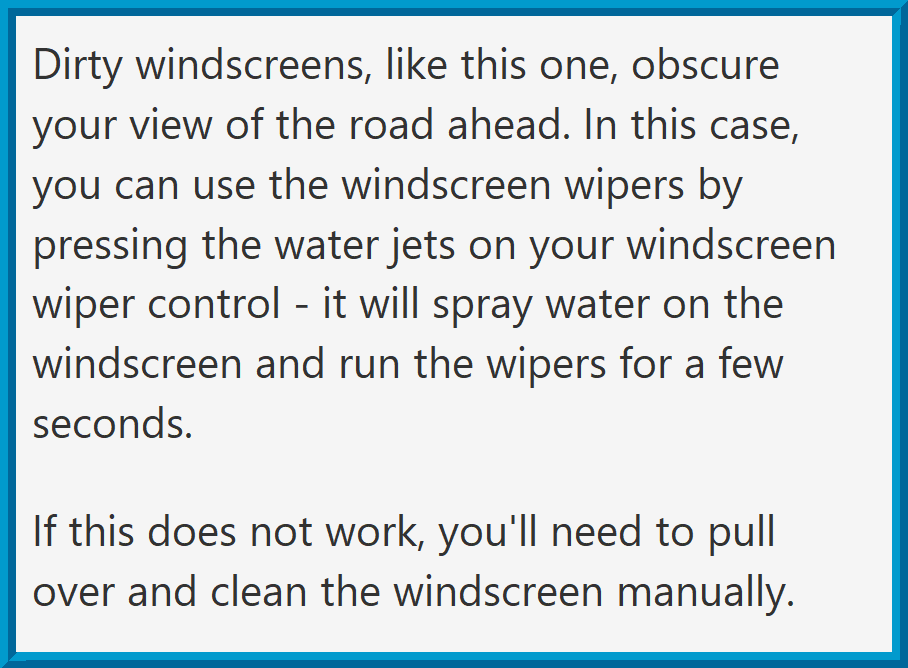 Dirty windscreens, like this one, obscure
your view of the road ahead. In this case,
you can use the windscreen wipers by
pressing the water jets on your windscreen
wiper control - it will spray water on the
windscreen and run the wipers for a few
seconds.
If this does not work, you'll need to pull
over and clean the windscreen manually.